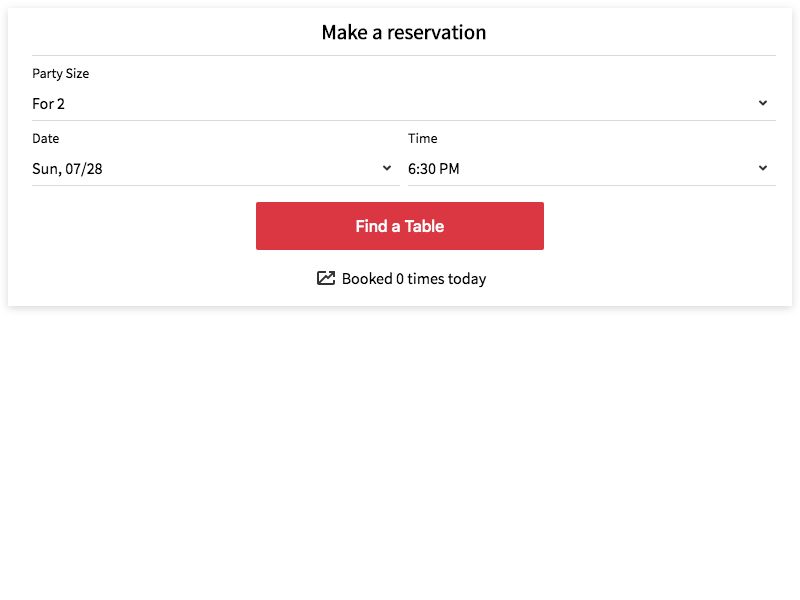 Make a reservation
Party Size
For 2
Date
Time
Sun, 07/28
6:30 PM
Find a Table
Booked 0 times today